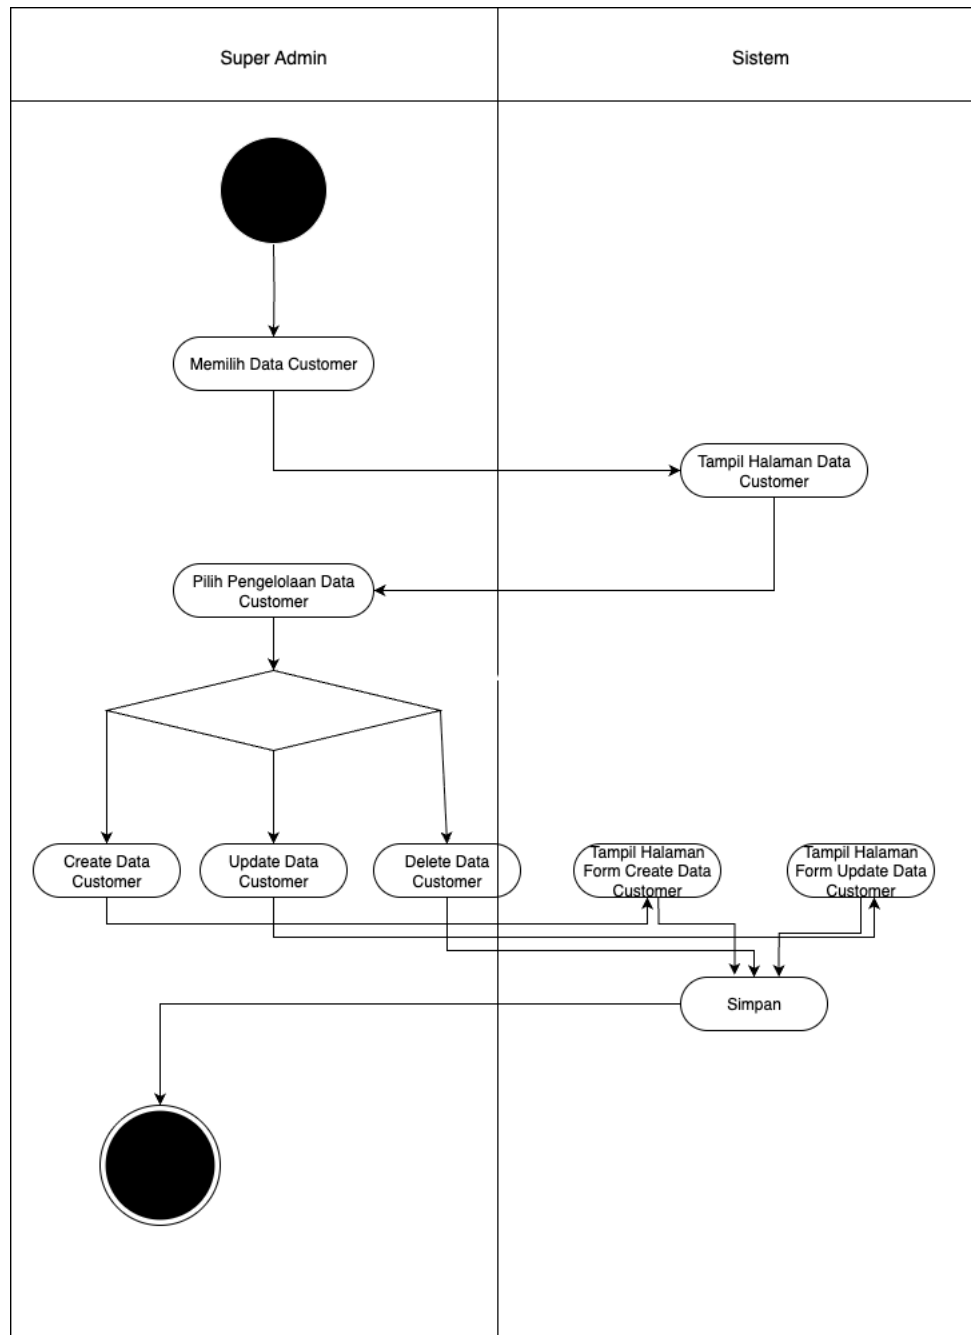 Super Admin
Sistem
Memilih Data Customer
Tampil Halaman Data
Customer
Pilih Pengelolaan Data
Customer
Create Data
Customer
Update Data
Customer
Delete Data
Customer
Tampil Halaman
Form Create Data
Customer
Tampil Halaman
Form Update Data
Customer
Simpan